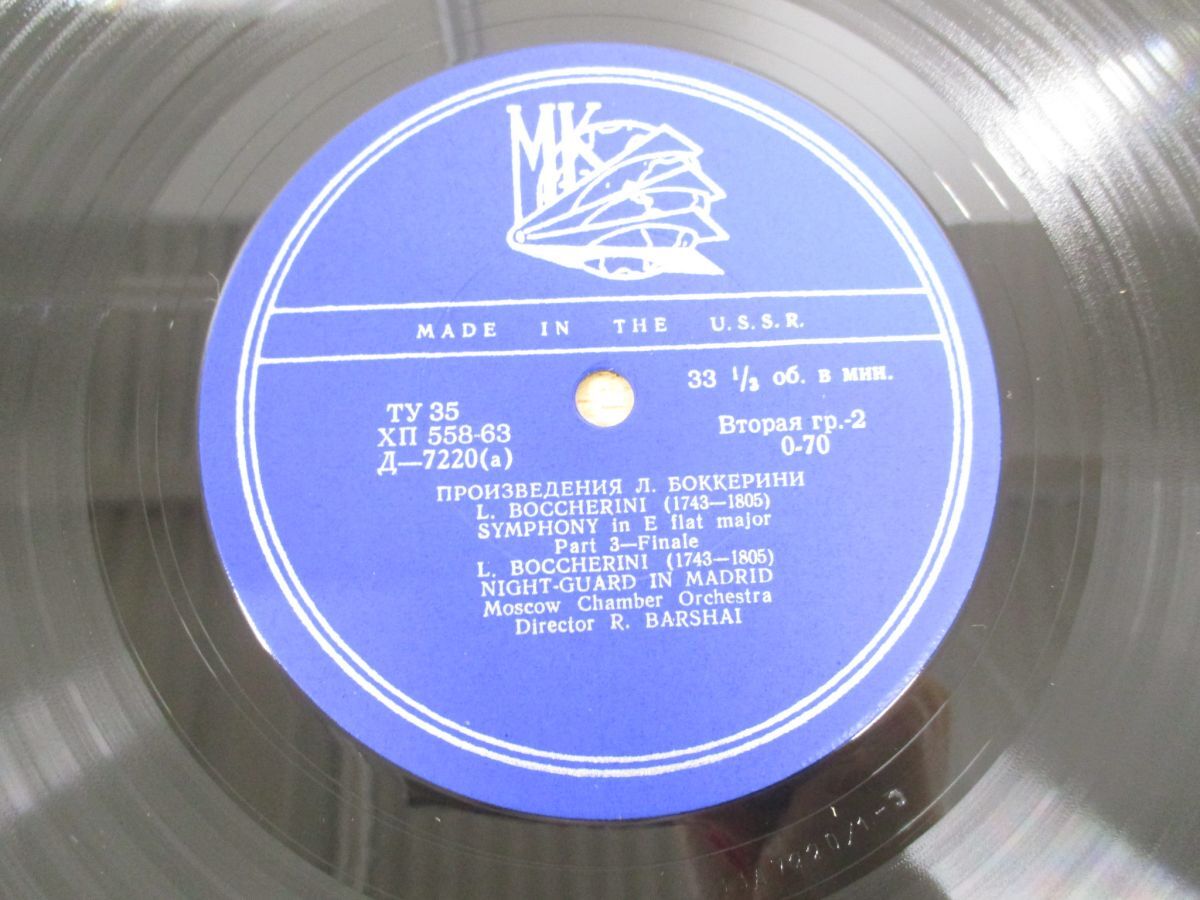 МК
MADE IN THE U.S.S.R.
33 1/3 об. в мин.
ТУ 35
ХП 558-63
Д—7220(а)
Вторая гр.-2
0-70
ПРОИЗВЕДЕНИЯ Л. БОККЕРИНИ
L. BOCCHERINI (1743—1805)
SYMPHONY in E flat major
Part 3—Finale
L. BOCCHERINI (1743—1805)
NIGHT-GUARD IN MADRID
Moscow Chamber Orchestra
Director R. BARSHAI